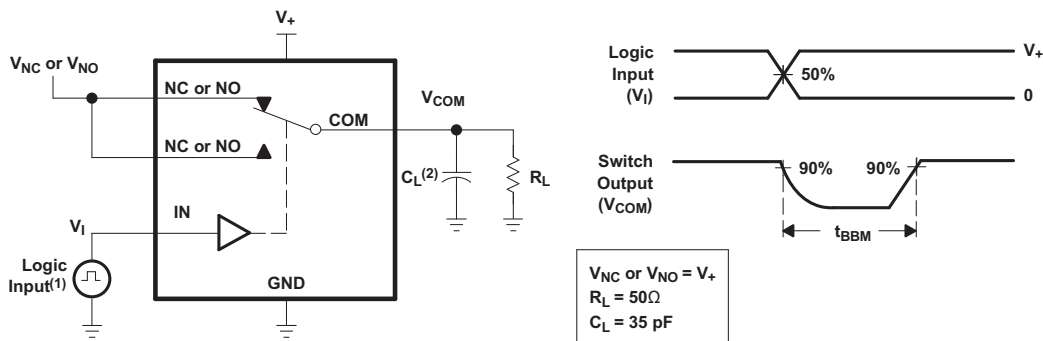 V+
VNC or VNO
NC or NO
VCOM
COM
NC or NO
CL(2)
RL
IN
VI
Logic
Input(1)
GND
Logic
Input
(VI)
V+
50%
0
Switch
Output
(VCOM)
90%
90%
tBBM
VNC or VNO = V+
RL = 50Ω
CL = 35 pF